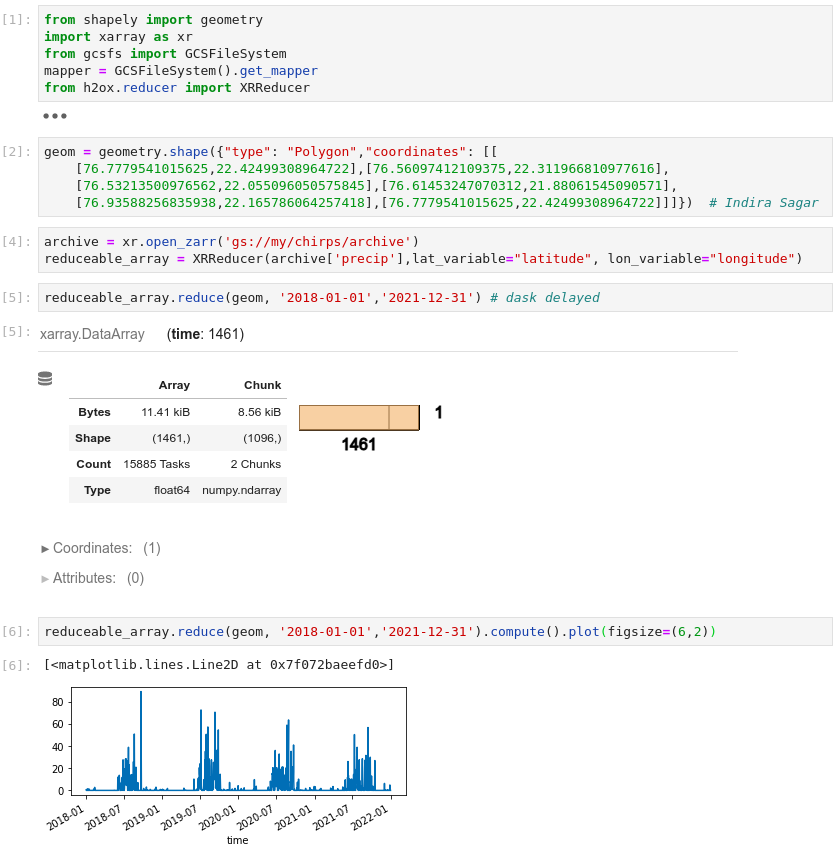 [1]: from shapely import geometry
import xarray as xr
from gcsfs import GCSFileSystem
mapper = GCSFileSystem().get_mapper
from h2ox.reducer import XRReducer
•••
[2]: geom = geometry.shape({"type": "Polygon","coordinates": [[
[76.7779541015625,22.42499308964722],[76.56097412109375,22.311966810977616],
[76.53213500976562,22.055096050575845],[76.61453247070312,21.88061545090571],
[76.93588256835938,22.165786064257418],[76.7779541015625,22.42499308964722]]]}) # Indira Sagar
[4]: archive = xr.open_zarr('gs://my/chirps/archive')
reduceable_array = XRReducer(archive['precip'],lat_variable="latitude", lon_variable="longitude")
[5]: reduceable_array.reduce(geom, '2018-01-01','2021-12-31') # dask delayed
[5]: xarray.DataArray (time: 1461)
Array Chunk
Bytes 11.41 kiB 8.56 kiB
Shape (1461,) (1096,)
Count 15885 Tasks 2 Chunks
Type float64 numpy.ndarray
1
1461
► Coordinates: (1)
► Attributes: (0)
[6]: reduceable_array.reduce(geom, '2018-01-01','2021-12-31').compute().plot(figsize=(6,2))
[6]: [<matplotlib.lines.Line2D at 0x7f072baeefd0>]
80
60
40
20
0
2018-01 2018-07 2019-01 2019-07 2020-01 2020-07 2021-01 2021-07 2022-01
time